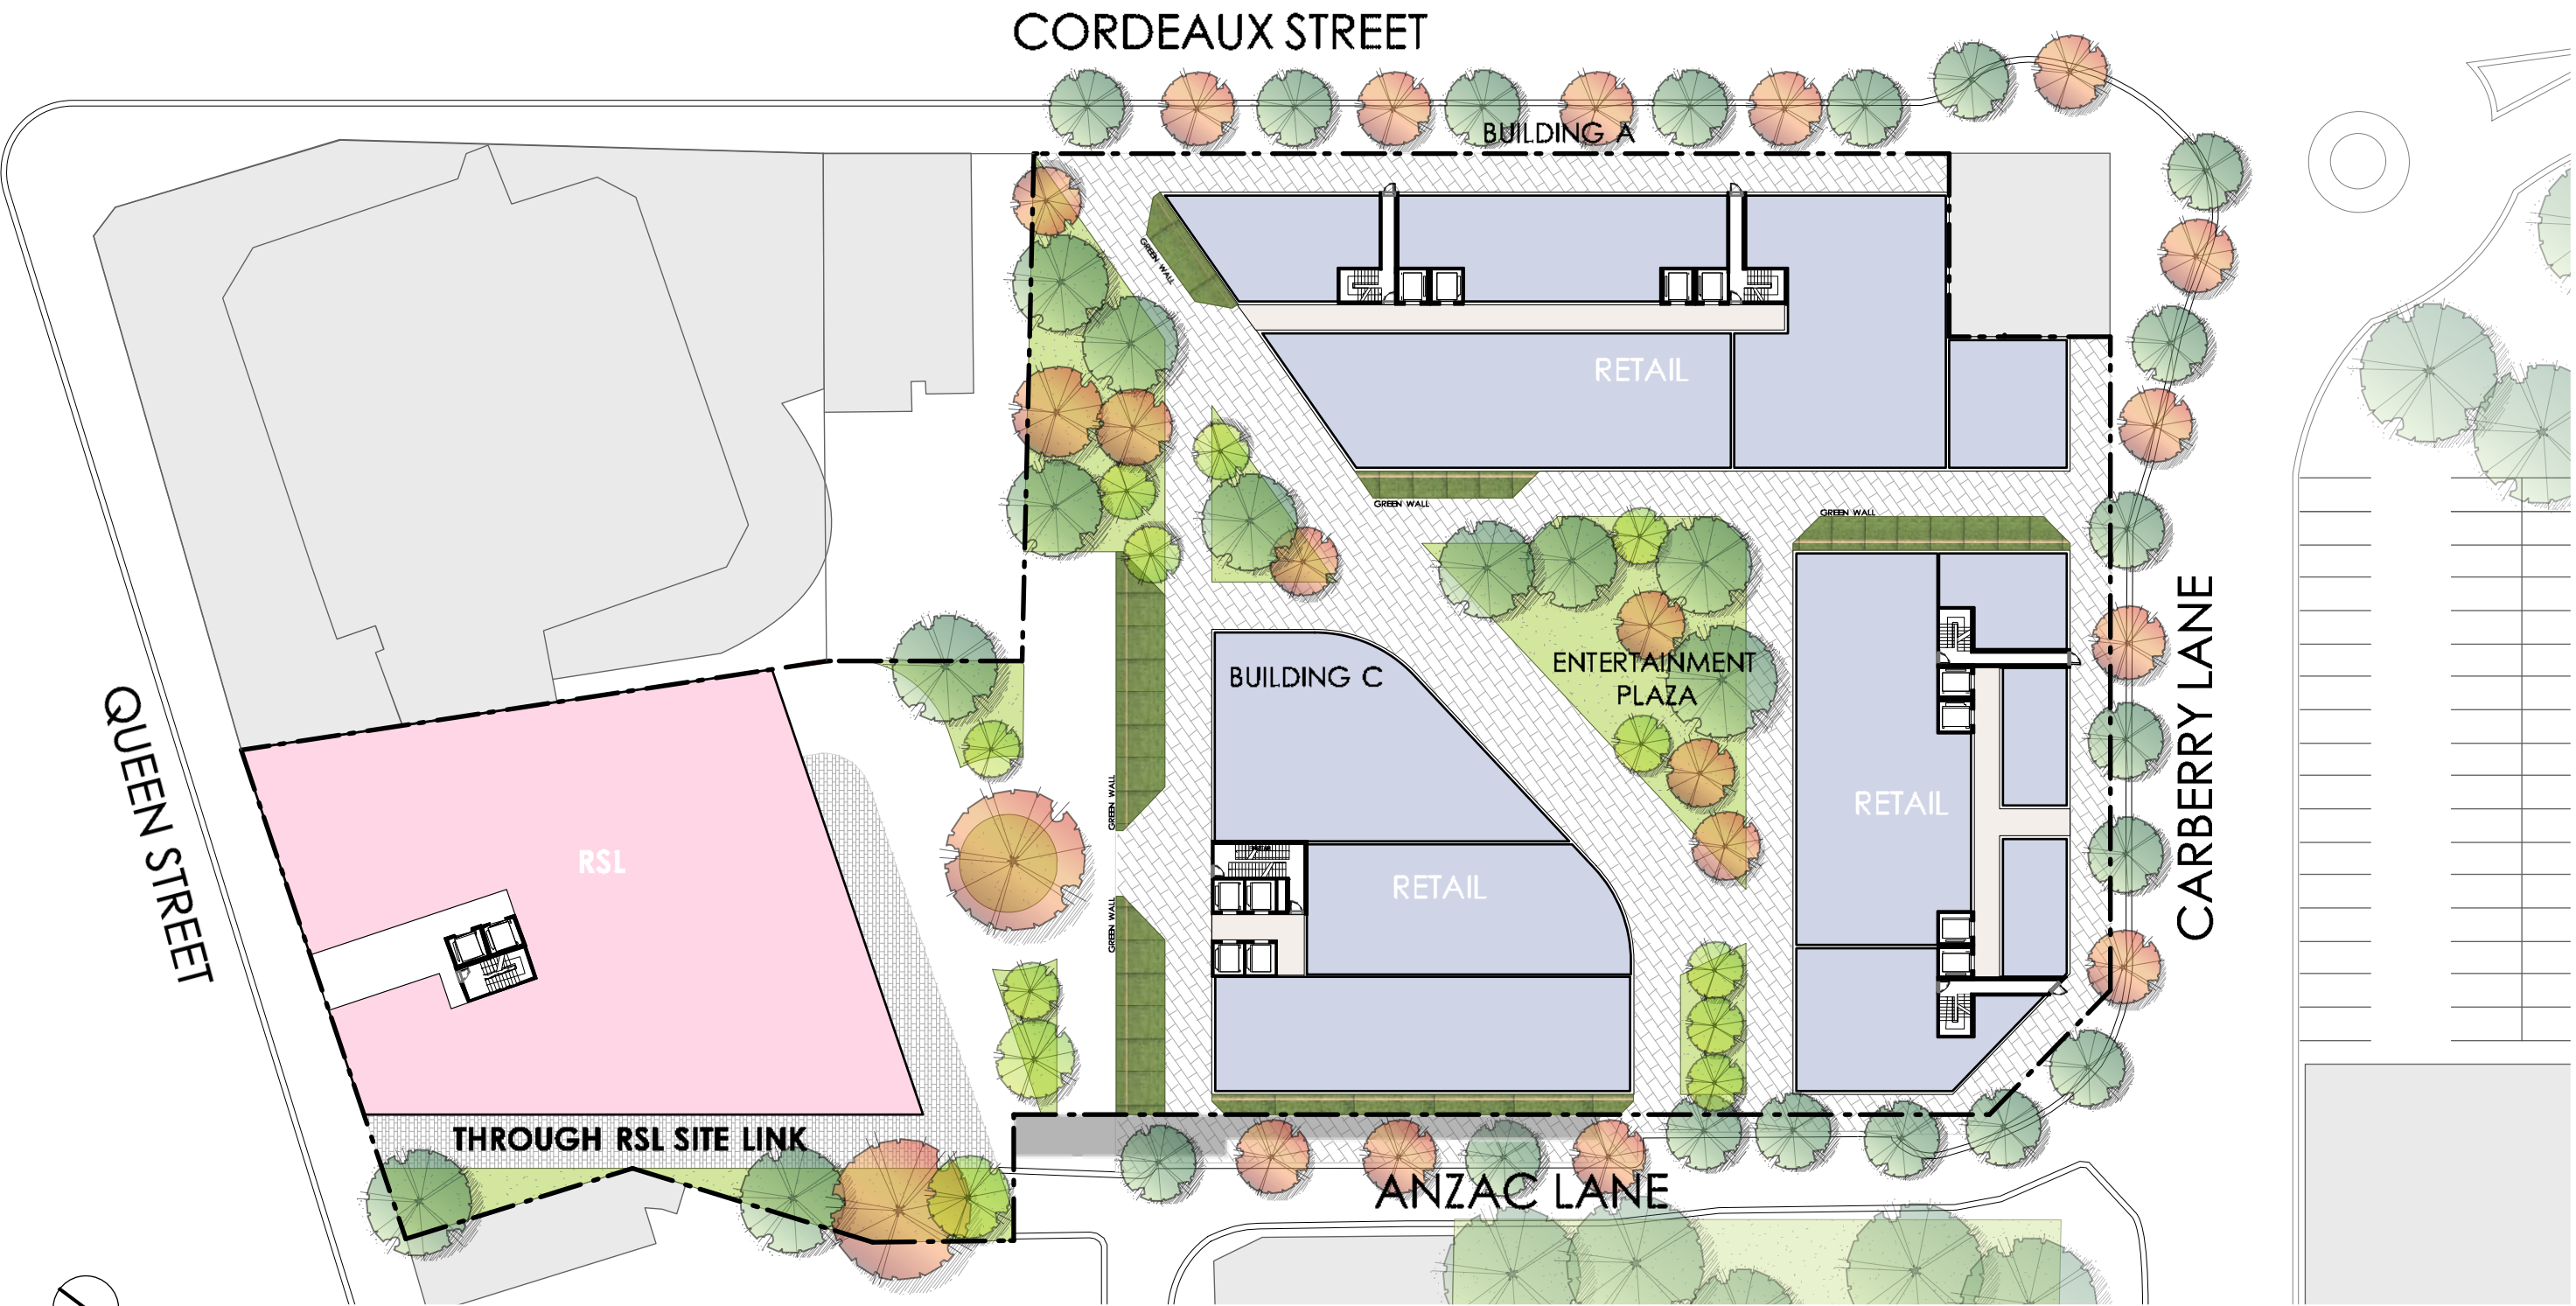 CORDEAUX STREET
BUILDING A
GREEN WALL
RETAIL
GREEN WALL
GREEN WALL
BUILDING C
ENTERTAINMENT
PLAZA
QUEEN STREET
CARBERRY LANE
GREEN WALL
RETAIL
RSL
RETAIL
GREEN WALL
THROUGH RSL SITE LINK
ANZAC LANE